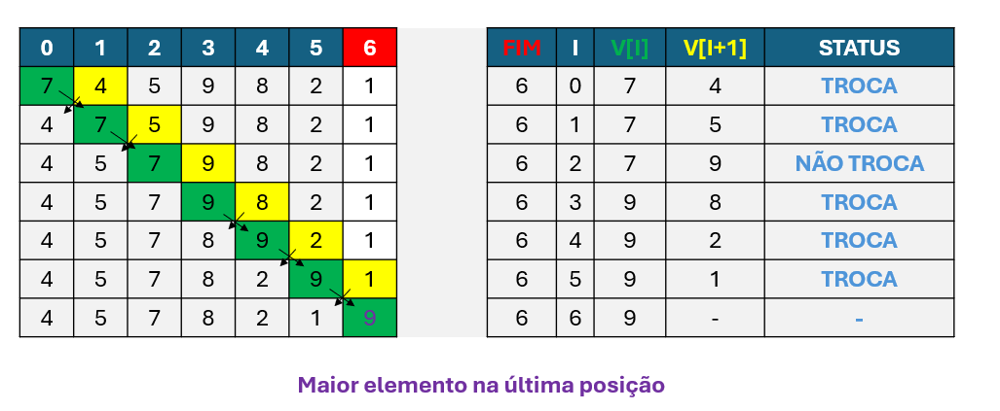 0 1 2 3 4 5 6 FIM I V[I] V[I+1] STATUS
7 4 5 9 8 2 1 6 0 7 4 TROCA
4 7 5 9 8 2 1 6 1 7 5 TROCA
4 5 7 9 8 2 1 6 2 7 9 NÃO TROCA
4 5 7 9 8 2 1 6 3 9 8 TROCA
4 5 7 8 9 2 1 6 4 9 2 TROCA
4 5 7 8 2 9 1 6 5 9 1 TROCA
4 5 7 8 2 1 9 6 6 9 - -
Maior elemento na última posição